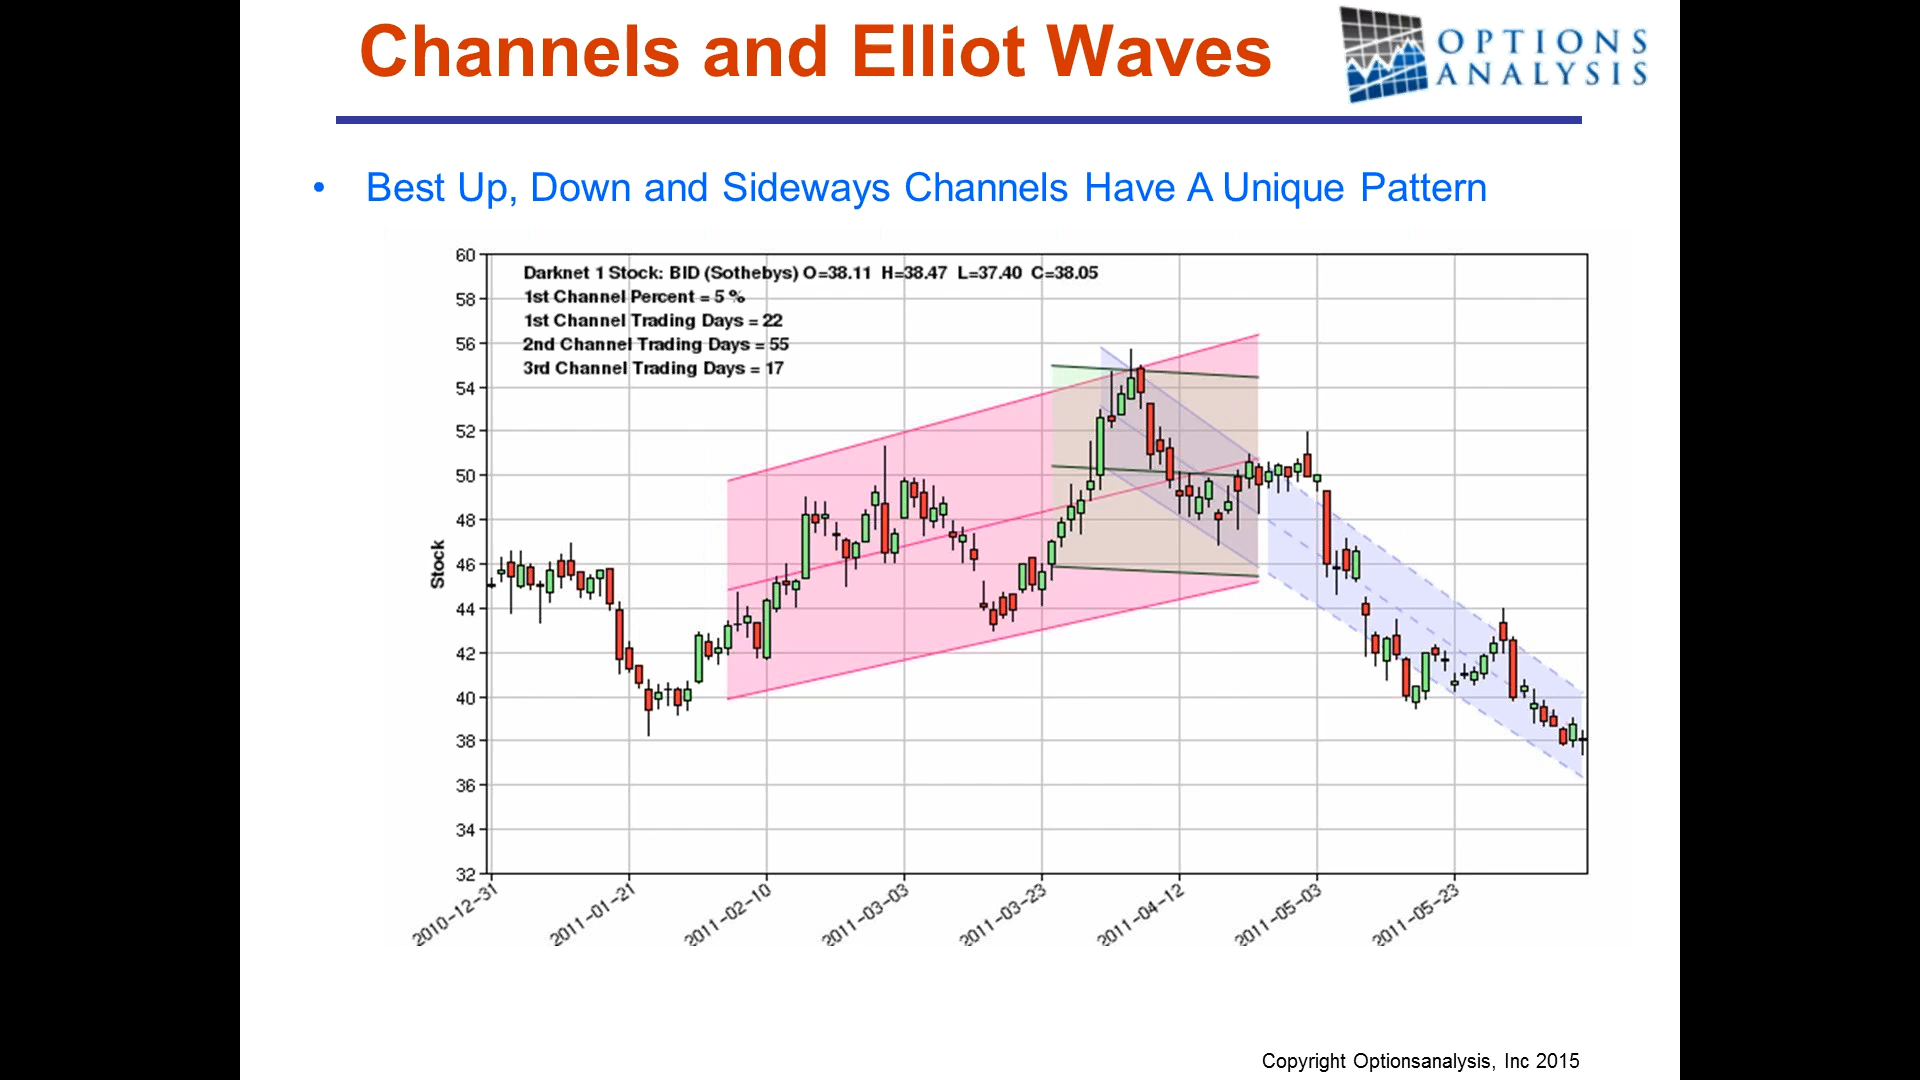 Channels and Elliot Waves
OPTIONS
ANALYSIS
• Best Up, Down and Sideways Channels Have A Unique Pattern
Darknet 1 Stock: BID (Sothebys) O=38.11 H=38.47 L=37.40 C=38.05
1st Channel Percent = 5 %
1st Channel Trading Days = 22
2nd Channel Trading Days = 55
3rd Channel Trading Days = 17
60
58
56
54
52
50
48
46
44
42
40
38
36
34
32
Stock
2010-12-31
2011-01-21
2011-02-10
2011-03-03
2011-03-23
2011-04-12
2011-05-03
2011-05-23
Copyright Optionsanalysis, Inc 2015